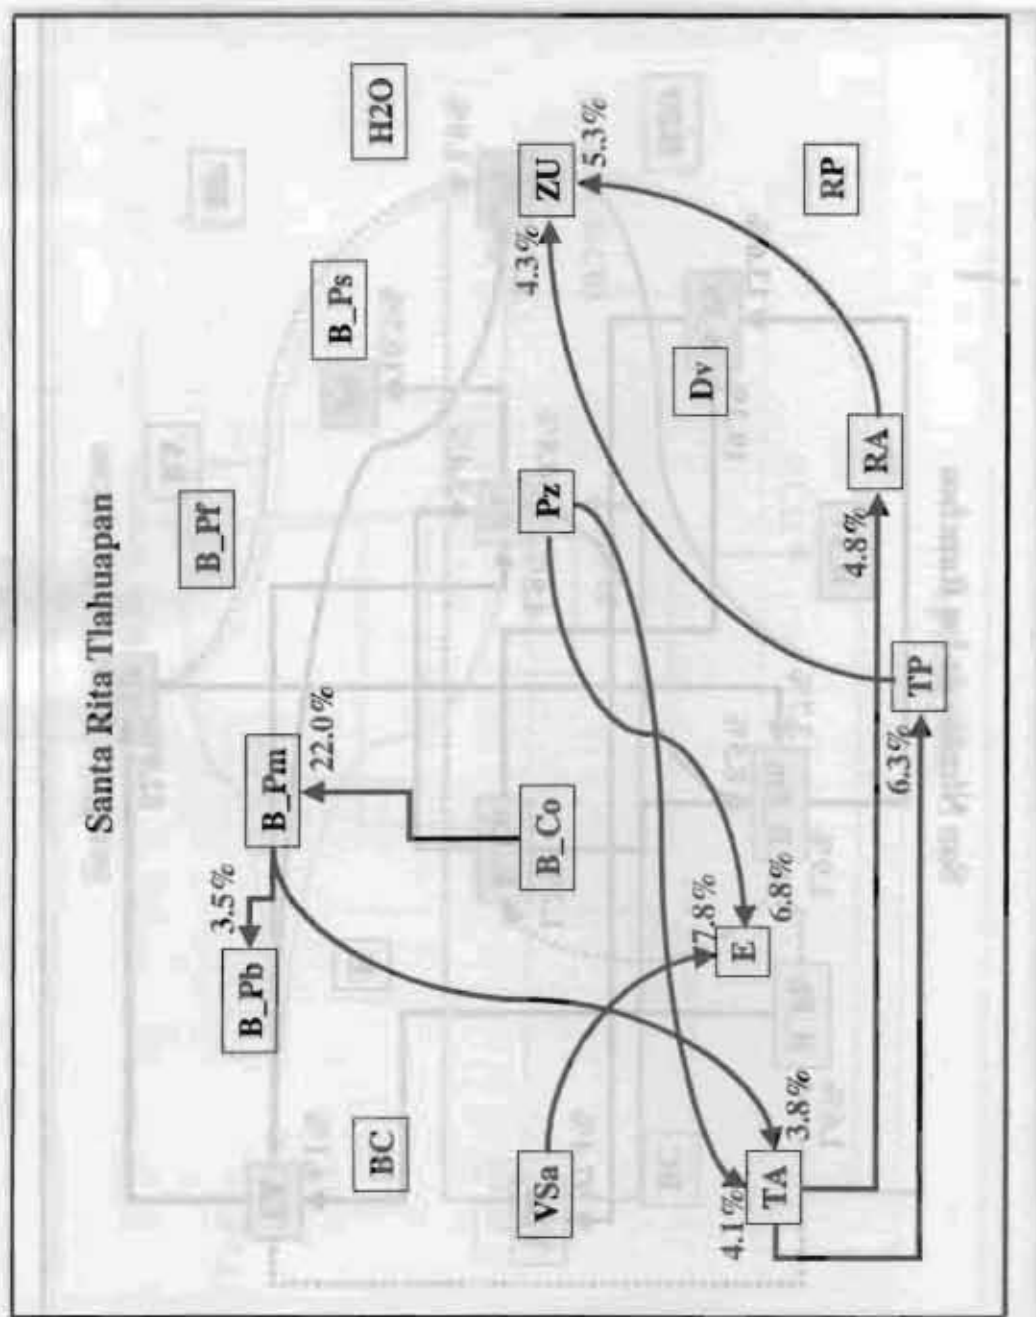 Santa Rita Tlahuapan
H2O
B_Pf
B_Ps
B_Pm
22.0%
3.5%
B_Pb
BC
ZU
4.3%
5.3%
Pz
B_Co
VSa
Dv
7.8%
E
6.8%
RP
RA
4.8%
4.1%
TA
3.8%
TP
6.3%